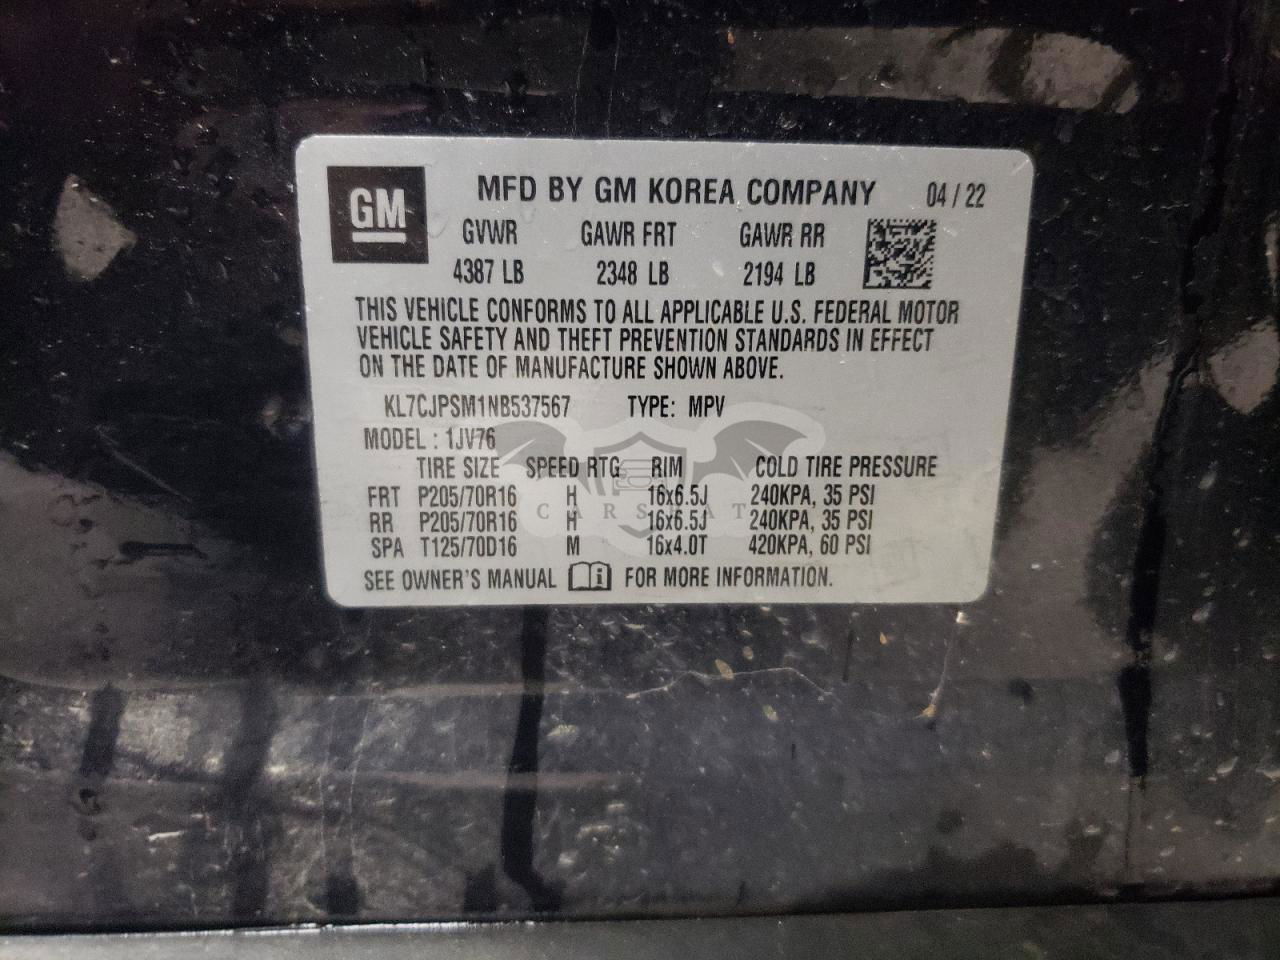 GM MFD BY GM KOREA COMPANY 04 / 22
GVWR GAWR FRT GAWR RR
4387 LB 2348 LB 2194 LB
THIS VEHICLE CONFORMS TO ALL APPLICABLE U.S. FEDERAL MOTOR
VEHICLE SAFETY AND THEFT PREVENTION STANDARDS IN EFFECT
ON THE DATE OF MANUFACTURE SHOWN ABOVE.
KL7CJPSM1NB537567 TYPE: MPV
MODEL : 1JV76
TIRE SIZE SPEED RTG RIM COLD TIRE PRESSURE
FRT P205/70R16 H 16x6.5J 240KPA, 35 PSI
RR P205/70R16 H 16x6.5J 240KPA, 35 PSI
SPA T125/70D16 M 16x4.0T 420KPA, 60 PSI
SEE OWNER'S MANUAL FOR MORE INFORMATION.